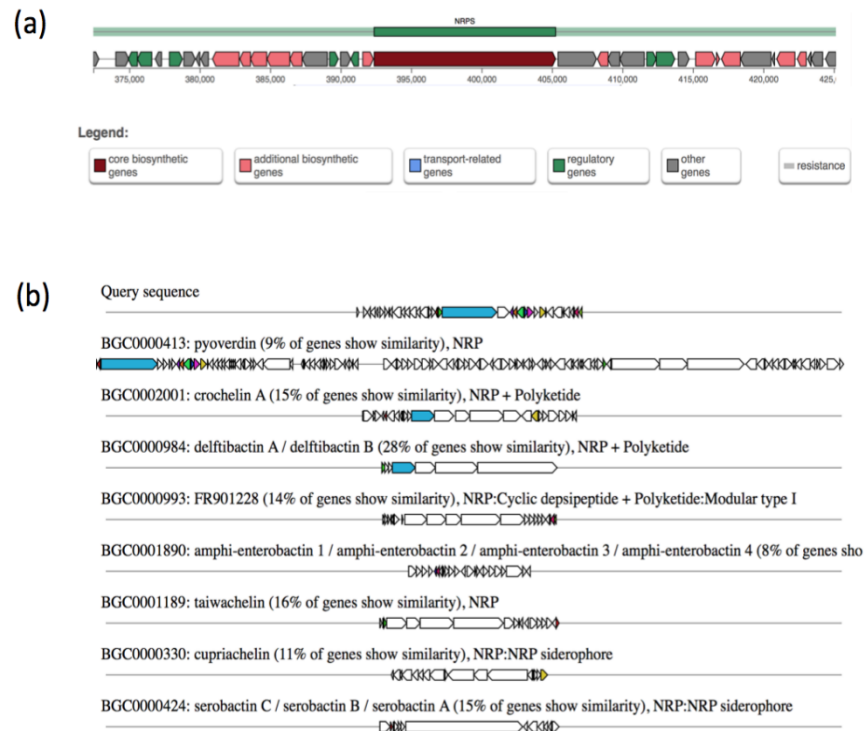 (a)
NRPS
375,000 380,000 385,000 390,000 395,000 400,000 405,000 410,000 415,000 420,000 425,
Legend:
core biosynthetic genes
additional biosynthetic genes
transport-related genes
regulatory genes
other genes
resistance
(b)
Query sequence
BGC0000413: pyoverdin (9% of genes show similarity), NRP
BGC0002001: crochelin A (15% of genes show similarity), NRP + Polyketide
BGC0000984: delftibactin A / delftibactin B (28% of genes show similarity), NRP + Polyketide
BGC0000993: FR901228 (14% of genes show similarity), NRP:Cyclic depsipeptide + Polyketide:Modular type I
BGC0001890: amphi-enterobactin 1 / amphi-enterobactin 2 / amphi-enterobactin 3 / amphi-enterobactin 4 (8% of genes sho
BGC0001189: taiwachelin (16% of genes show similarity), NRP
BGC0000330: cupriachelin (11% of genes show similarity), NRP:NRP siderophore
BGC0000424: serobactin C / serobactin B / serobactin A (15% of genes show similarity), NRP:NRP siderophore